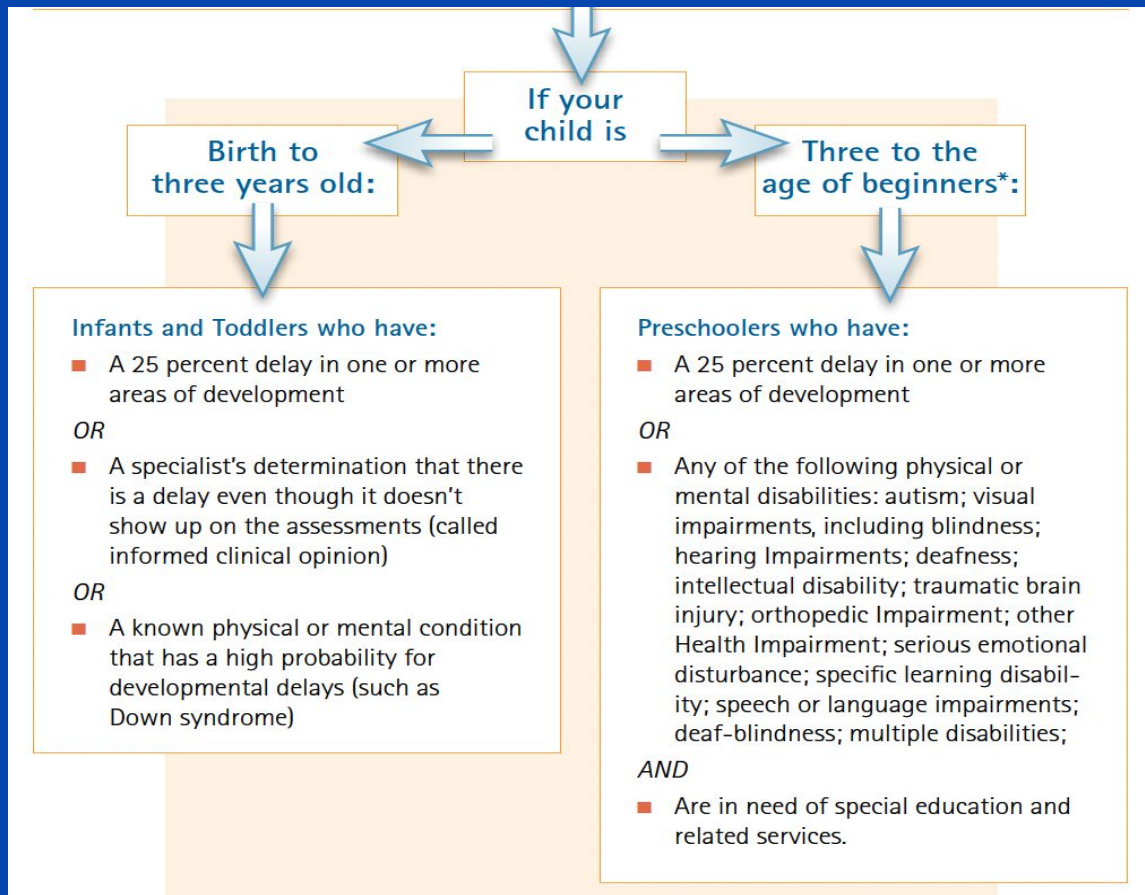 If your
child is
Birth to
three years old:
Three to the
age of beginners*:
Infants and Toddlers who have:
■ A 25 percent delay in one or more
areas of development
OR
■ A specialist's determination that there
is a delay even though it doesn't
show up on the assessments (called
informed clinical opinion)
OR
■ A known physical or mental condition
that has a high probability for
developmental delays (such as
Down syndrome)
Preschoolers who have:
■ A 25 percent delay in one or more
areas of development
OR
■ Any of the following physical or
mental disabilities: autism; visual
impairments, including blindness;
hearing Impairments; deafness;
intellectual disability; traumatic brain
injury; orthopedic Impairment; other
Health Impairment; serious emotional
disturbance; specific learning disabil-
ity; speech or language impairments;
deaf-blindness; multiple disabilities;
AND
■ Are in need of special education and
related services.